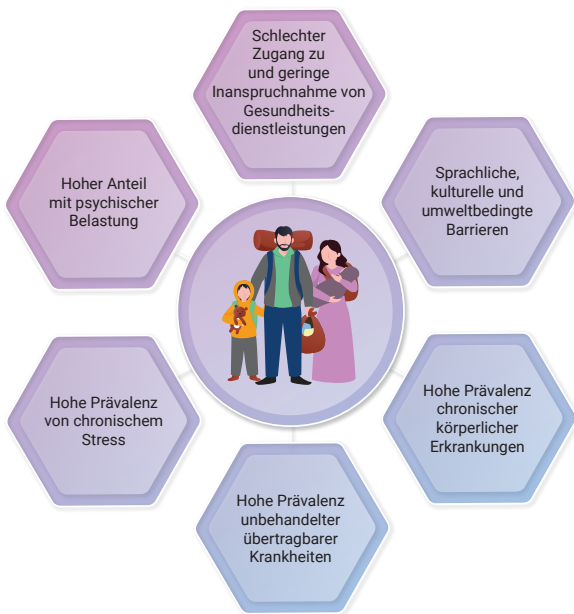 Schlechter
Zugang zu
und geringe
Inanspruchnahme von
Gesundheits-
dienstleistungen
Sprachliche,
kulturelle und
umweltbedingte
Barrieren
Hohe Prävalenz
chronischer
körperlicher
Erkrankungen
Hohe Prävalenz
unbehandelter
übertragbarer
Krankheiten
Hohe Prävalenz
von chronischem
Stress
Hoher Anteil
mit psychischer
Belastung